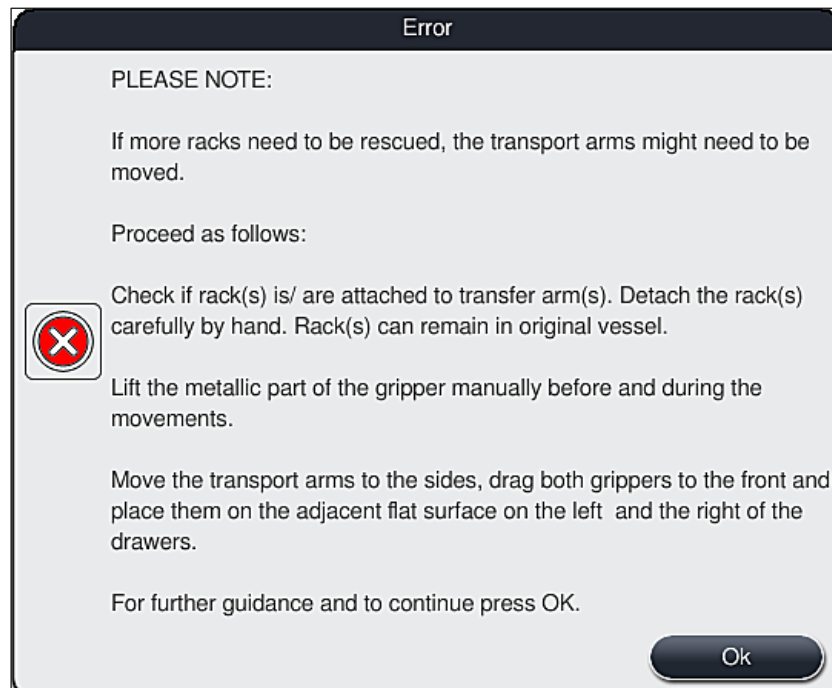 Error
PLEASE NOTE:
If more racks need to be rescued, the transport arms might need to be
moved.
Proceed as follows:
Check if rack(s) is/ are attached to transfer arm(s). Detach the rack(s)
carefully by hand. Rack(s) can remain in original vessel.
Lift the metallic part of the gripper manually before and during the
movements.
Move the transport arms to the sides, drag both grippers to the front and
place them on the adjacent flat surface on the left  and the right of the
drawers.
For further guidance and to continue press OK.
Ok